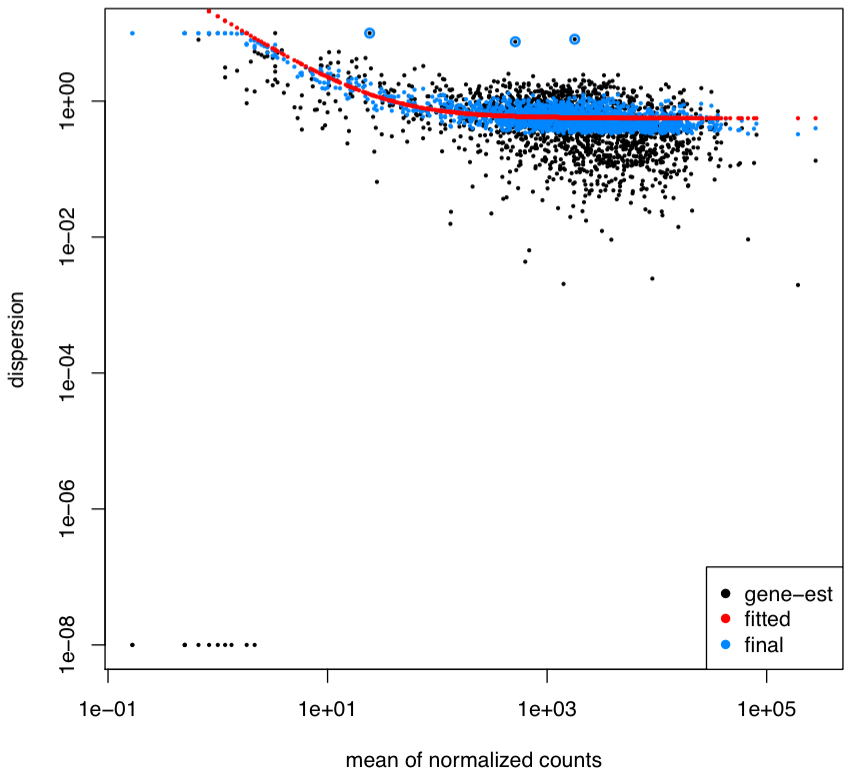 dispersion
1e+00
1e−02
1e−04
1e−06
1e−08
gene−est
fitted
final
1e−01
1e+01
1e+03
1e+05
mean of normalized counts